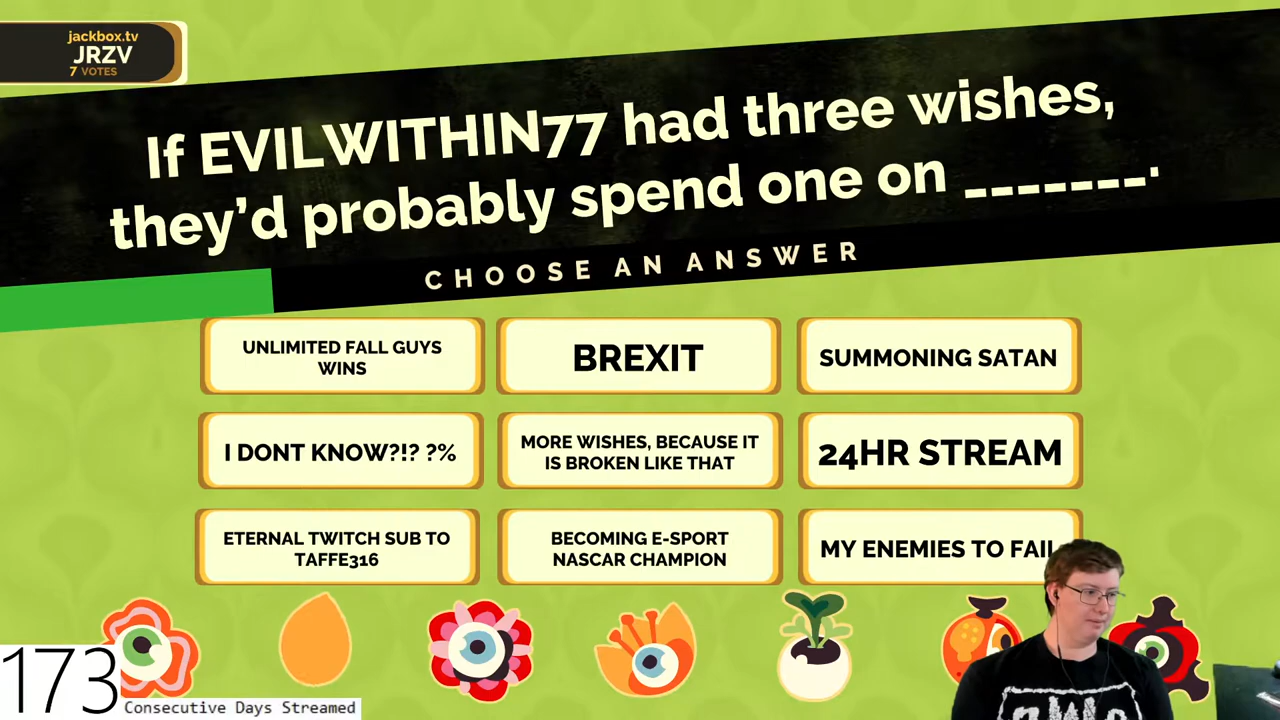 jackbox.tv
JRZV
7 VOTES
If EVILWITHIN77 had three wishes,
they’d probably spend one on _______.
CHOOSE AN ANSWER
UNLIMITED FALL GUYS
WINS
BREXIT
SUMMONING SATAN
I DONT KNOW?!? ?%
MORE WISHES, BECAUSE IT
IS BROKEN LIKE THAT
24HR STREAM
ETERNAL TWITCH SUB TO
TAFFE316
BECOMING E-SPORT
NASCAR CHAMPION
MY ENEMIES TO FAIL
173
Consecutive Days Streamed